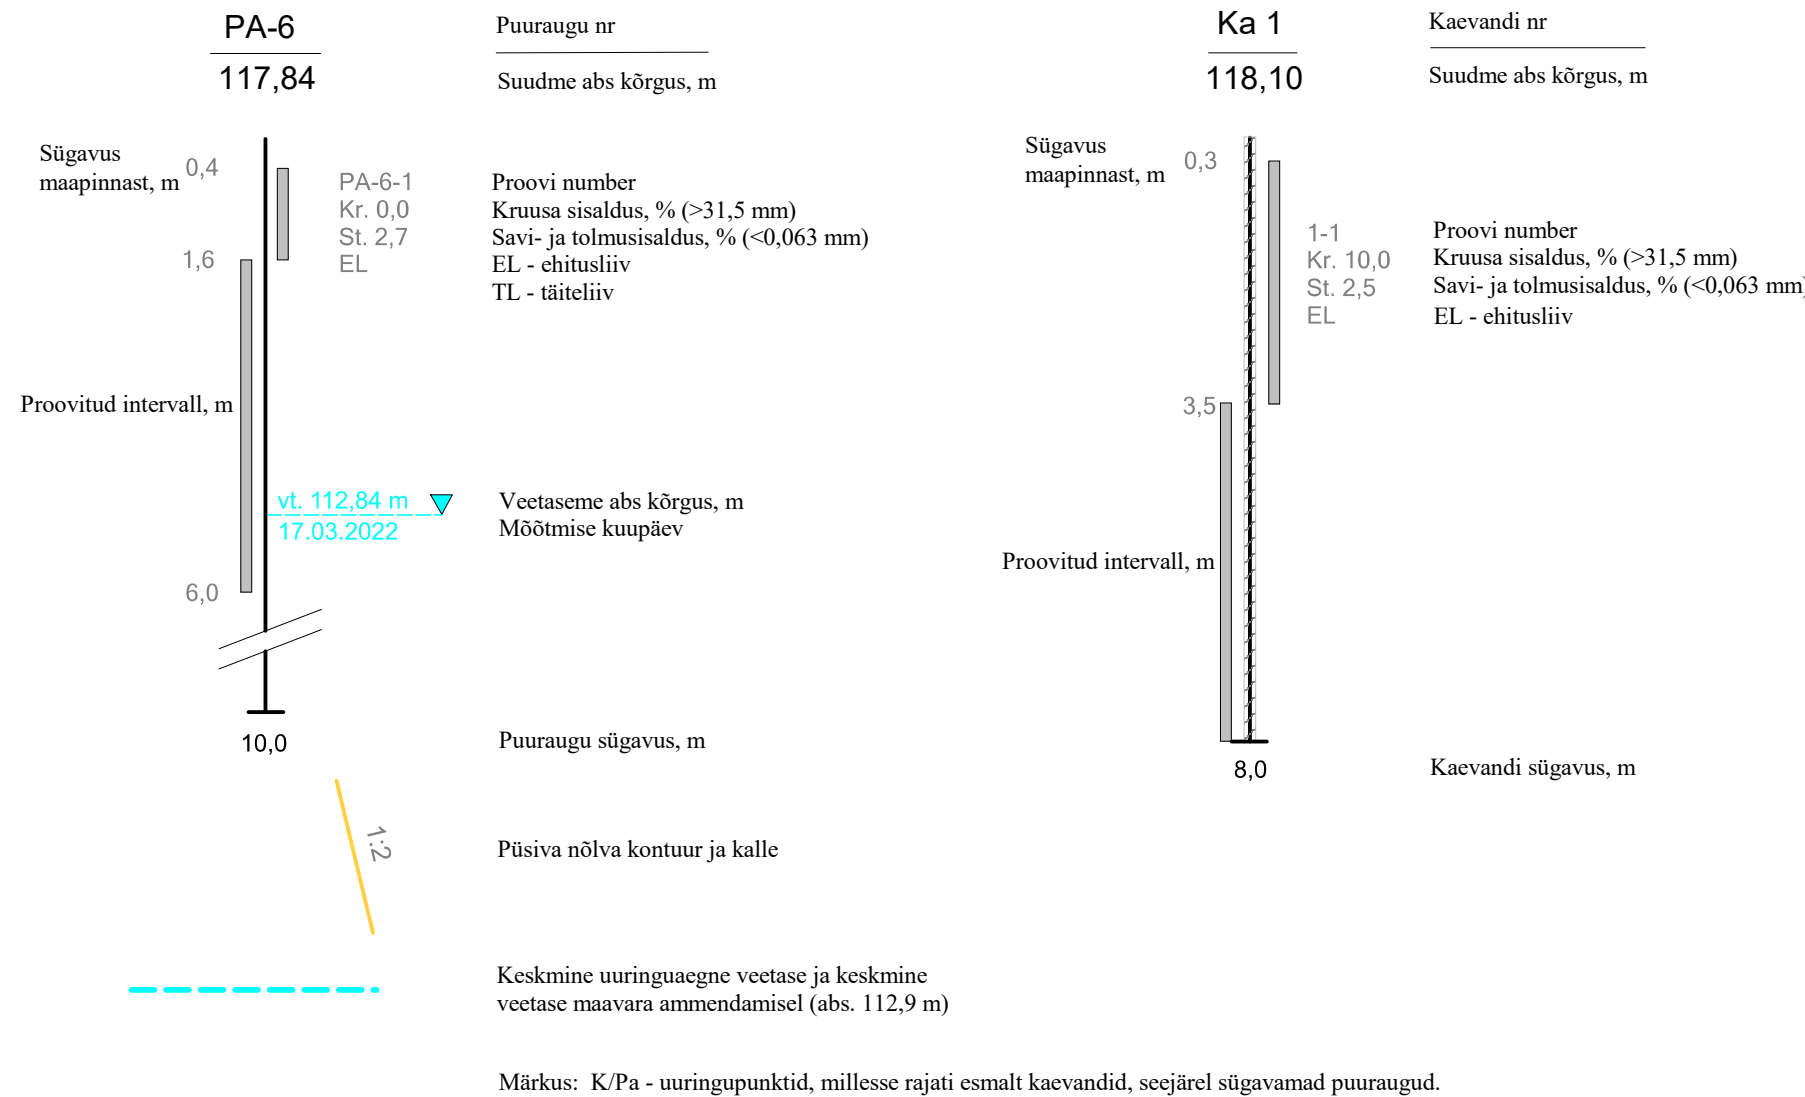 PA-6
Puuraugu nr
117,84
Suudme abs kõrgus, m
Sügavus
maapinnast, m
0,4
PA-6-1
Kr. 0,0
St. 2,7
EL
Proovi number
Kruusa sisaldus, % (>31,5 mm)
Savi- ja tolmusisaldus, % (<0,063 mm)
EL - ehitusliiv
TL - täiteliiv
1,6
Proovitud intervall, m
vt. 112,84 m
17.03.2022
Veetaseme abs kõrgus, m
Mõõtmise kuupäev
6,0
10,0
Puuraugu sügavus, m
1:2
Püsiva nõlva kontuur ja kalle
Keskmine uuringuaegne veetase ja keskmine
veetase maavara ammendamisel (abs. 112,9 m)
Ka 1
Kaevandi nr
118,10
Suudme abs kõrgus, m
Sügavus
maapinnast, m
0,3
1-1
Kr. 10,0
St. 2,5
EL
Proovi number
Kruusa sisaldus, % (>31,5 mm)
Savi- ja tolmusisaldus, % (<0,063 mm)
EL - ehitusliiv
3,5
Proovitud intervall, m
8,0
Kaevandi sügavus, m
Märkus: K/Pa - uuringupunktid, millesse rajati esmalt kaevandid, seejärel sügavamad puuraugud.